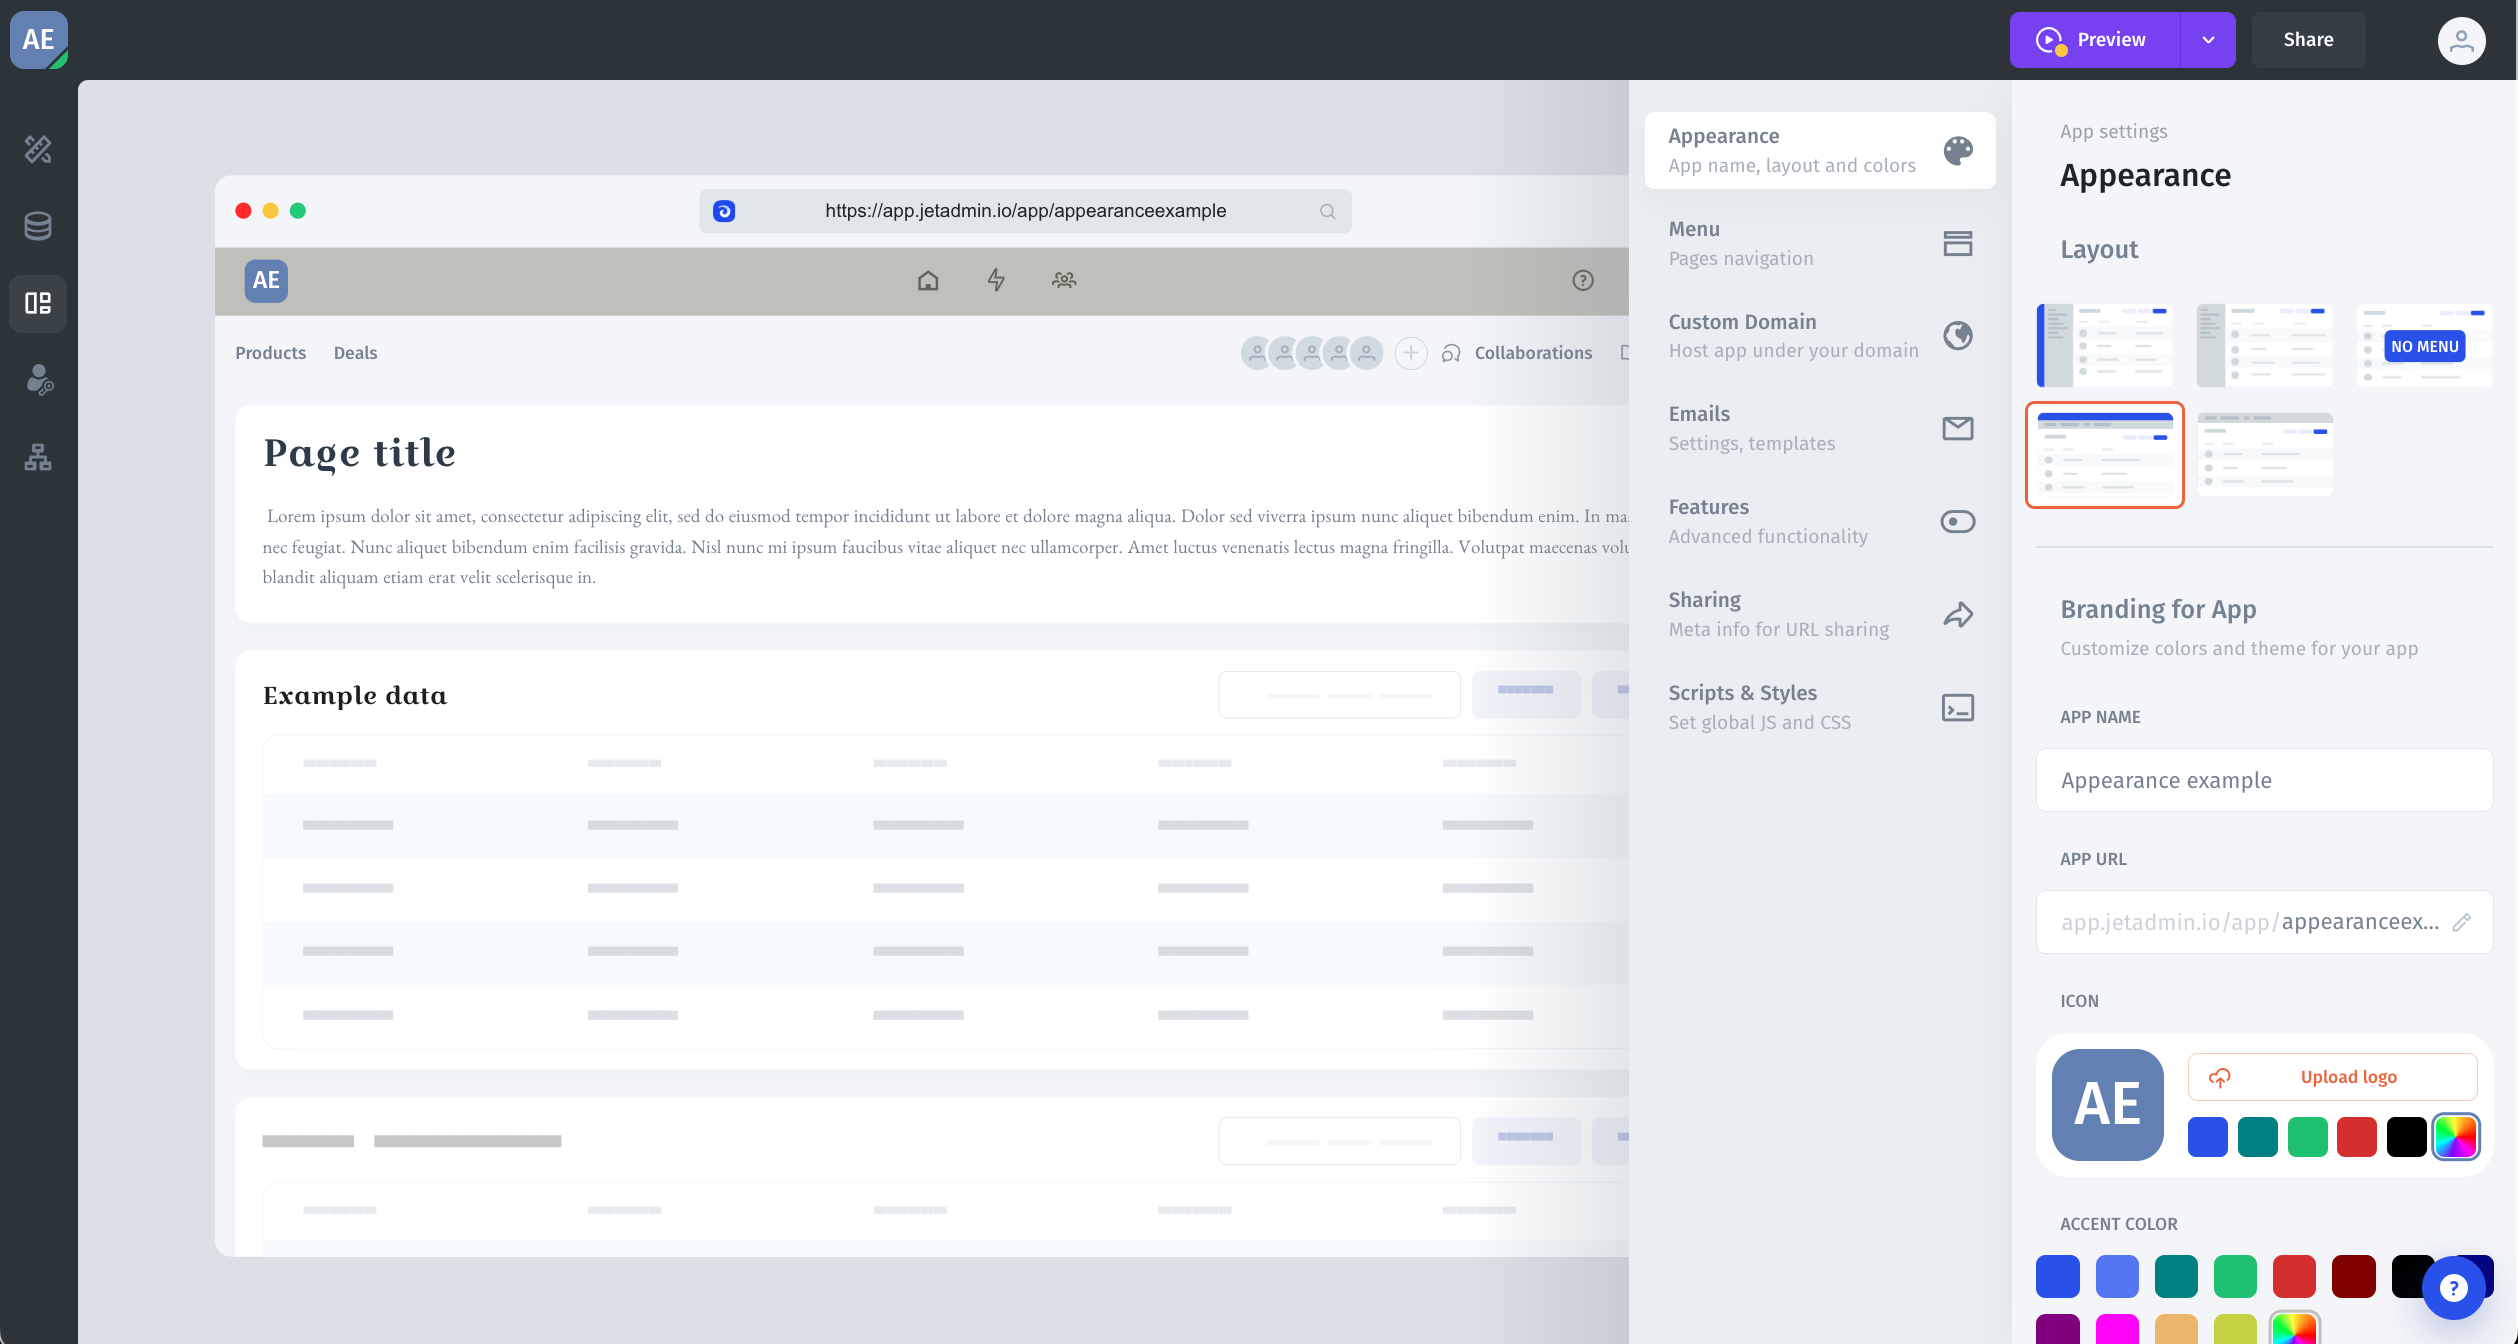 AE
Preview
Share
https://app.jetadmin.io/app/appearanceexample
AE
Products
Deals
Collaborations
Page title
Lorem ipsum dolor sit amet, consectetur adipiscing elit, sed do eiusmod tempor incididunt ut labore et dolore magna aliqua. Dolor sed viverra ipsum nunc aliquet bibendum enim. In
nec feugiat. Nunc aliquet bibendum enim facilisis gravida. Nisl nunc mi ipsum faucibus vitae aliquet nec ullamcorper. Amet luctus venenatis lectus magna fringilla. Volutpat maecenas
blandit aliquam etiam erat velit scelerisque in.
Example data
Appearance
App name, layout and colors
Menu
Pages navigation
Custom Domain
Host app under your domain
Emails
Settings, templates
Features
Advanced functionality
Sharing
Meta info for URL sharing
Scripts & Styles
Set global JS and CSS
App settings
Appearance
Layout
NO MENU
Branding for App
Customize colors and theme for your app
APP NAME
Appearance example
APP URL
app.jetadmin.io/app/appearanceex...
ICON
AE
Upload logo
ACCENT COLOR
?